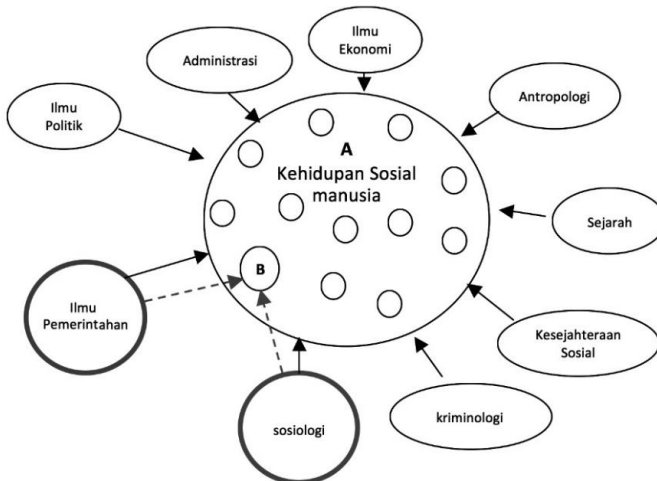 Ilmu
Ekonomi
Administrasi
Antropologi
Ilmu
Politik
A
Kehidupan Sosial
manusia
Sejarah
B
Ilmu
Pemerintahan
Kesejahteraan
Sosial
kriminologi
sosiologi